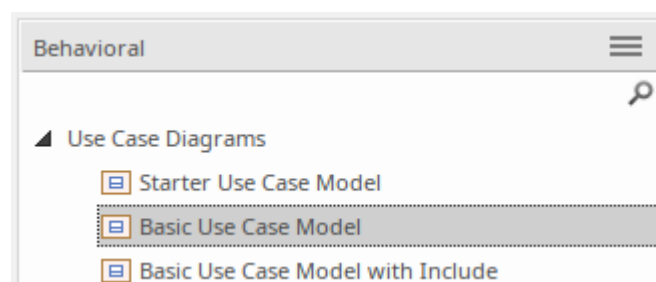 Behavioral
Use Case Diagrams
Starter Use Case Model
Basic Use Case Model
Basic Use Case Model with Include